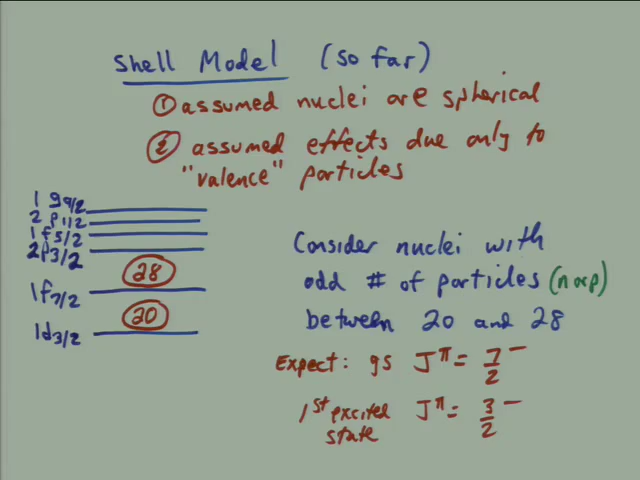 Shell Model (so far)
① assumed nuclei are spherical
② assumed effects due only to
"valence" particles
1g9/2
2p1/2
1f5/2
2p3/2
28
1f7/2
20
1d3/2
Consider nuclei with
odd # of particles (n or p)
between 20 and 28
Expect: gs J^π = 7/2 ⁻
1st excited state J^π = 3/2 ⁻